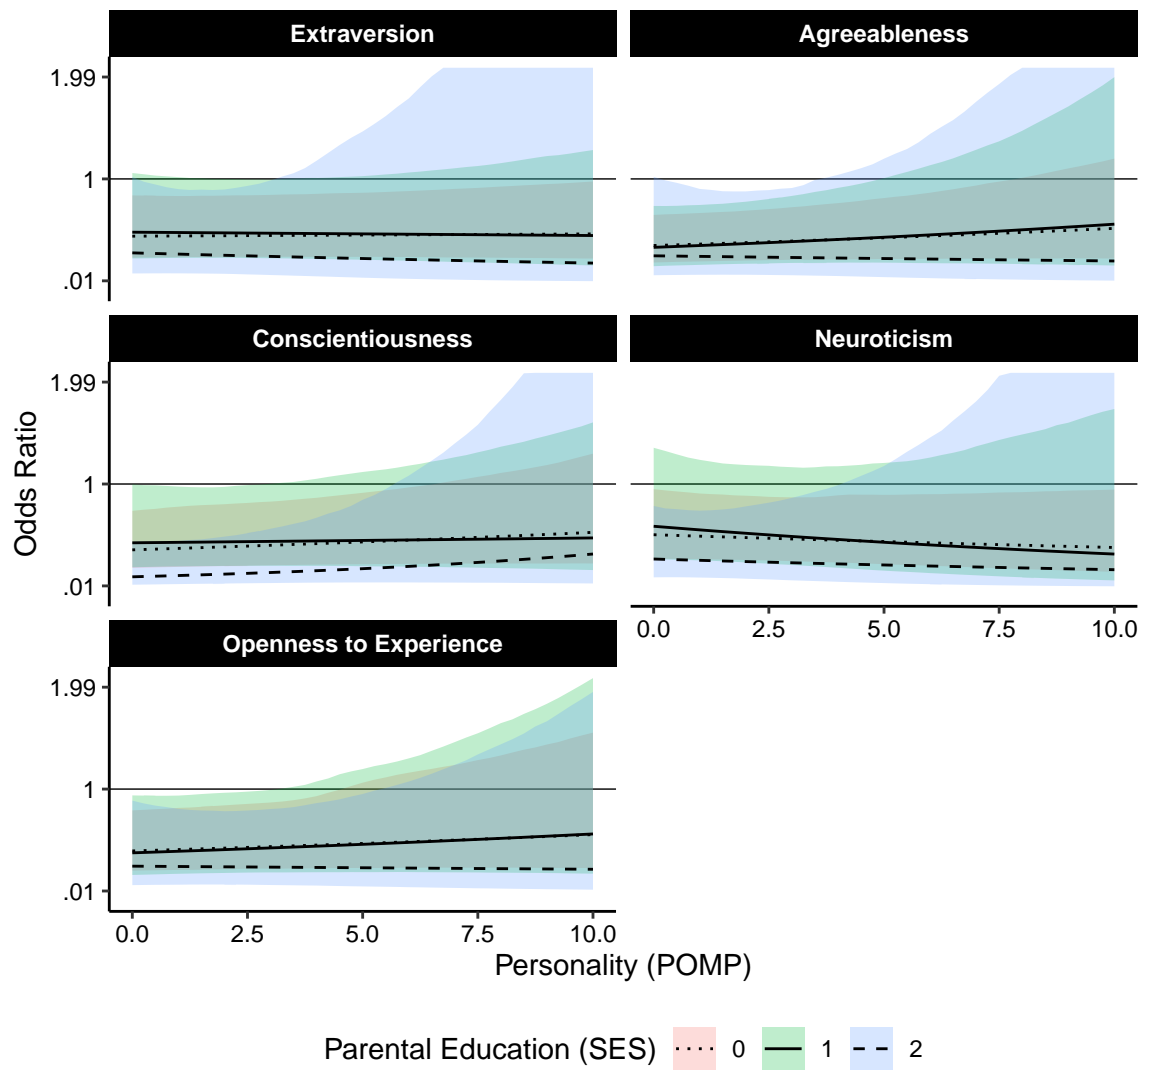 Extraversion
Agreeableness
1.99
1
.01
Conscientiousness
Neuroticism
1.99
1
.01
0.0 2.5 5.0 7.5 10.0
Openness to Experience
1.99
1
.01
0.0 2.5 5.0 7.5 10.0
Odds Ratio
Personality (POMP)
Parental Education (SES) 0 1 2